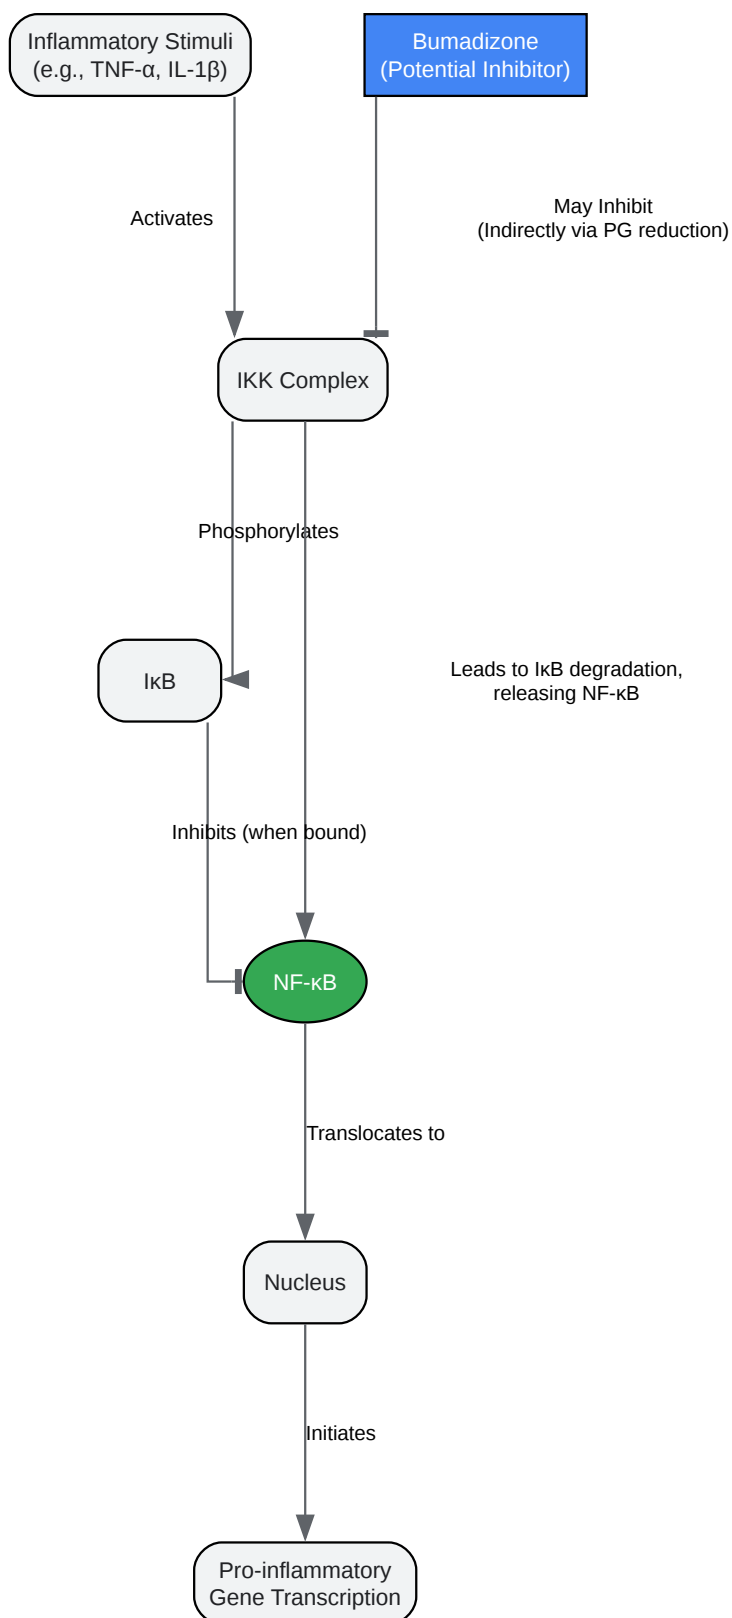 Inflammatory Stimuli
(e.g., TNF-α, IL-1β)
Bumadizone
(Potential Inhibitor)
Activates
May Inhibit
(Indirectly via PG reduction)
IKK Complex
Phosphorylates
IκB
Leads to IκB degradation,
releasing NF-κB
Inhibits (when bound)
NF-κB
Translocates to
Nucleus
Initiates
Pro-inflammatory
Gene Transcription